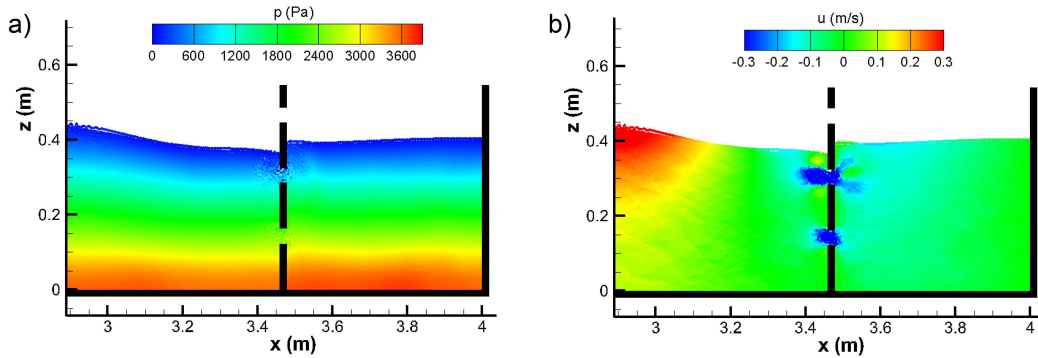 a)
p (Pa)
0 600 1200 1800 2400 3000 3600
z (m)
0.6
0.4
0.2
0
3 3.2 3.4 3.6 3.8 4
x (m)
b)
u (m/s)
-0.3 -0.2 -0.1 0 0.1 0.2 0.3
z (m)
0.6
0.4
0.2
0
3 3.2 3.4 3.6 3.8 4
x (m)